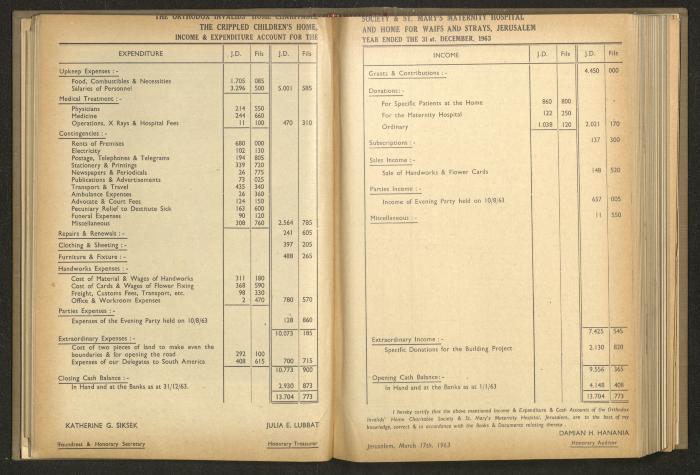 THE ORTHODOX INVALIDS' HOME CHARITABLE
THE CRIPPLED CHILDREN'S HOME,
INCOME & EXPENDITURE ACCOUNT FOR THE
EXPENDITURE J.D. Fils J.D. Fils
Upkeep Expenses : -
Food, Combustibles & Necessities 1.705 085
Salaries of Personnel 3.296 500 5.001 585
Medical Treatment : -
Physicians 214 550
Medicine 244 660
Operations, X Rays & Hospital Fees 11 100 470 310
Contingencies : -
Rents of Premises 680 000
Electricity 102 130
Postage, Telephones & Telegrams 194 805
Stationery & Printings 339 720
Newspapers & Periodicals 26 775
Publications & Advertisements 73 025
Transport & Travel 435 340
Ambulance Expenses 26 360
Advocate & Court Fees 124 150
Pecuniary Relief to Destitute Sick 163 600
Funeral Expenses 90 120
Miscellaneous 308 760 2.564 785
Repairs & Renewals : - 241 605
Clothing & Sheeting : - 397 205
Furniture & Fixture : - 488 265
Handworks Expenses : -
Cost of Material & Wages of Handworks 311 180
Cost of Cards & Wages of Flower Fixing 368 590
Freight, Customs Fees, Transport, etc. 98 330
Office & Workroom Expenses 2 470 780 570
Parties Expenses : -
Expenses of the Evening Party held on 10/8/63 128 860
10.073 185
Extraordinary Expenses : -
Cost of two pieces of land to make even the
boundaries & for opening the road 292 100
Expenses of our Delegates to South America 408 615 700 715
10.773 900
Closing Cash Balance : -
In Hand and at the Banks as at 31/12/63. 2.930 873
13.704 773
KATHERINE G. SIKSEK JULIA E. LUBBAT
Foundress & Honorary Secretary Honorary Treasurer
SOCIETY & ST. MARY'S MATERNITY HOSPITAL
AND HOME FOR WAIFS AND STRAYS, JERUSALEM
YEAR ENDED THE 31 st. DECEMBER, 1963
INCOME J.D. Fils J.D. Fils
Grants & Contributions : - 4.450 000
Donations: -
For Specific Patients at the Home 860 800
For the Maternity Hospital 122 250
Ordinary 1.038 120 2.021 170
Subscriptions : - 137 300
Sales Income : -
Sale of Handworks & Flower Cards 148 520
Parties Income : -
Income of Evening Party held on 10/8/63 657 005
Miscellaneous : - 11 550
7.425 545
Extraordinary Income : -
Specific Donations for the Building Project 2.130 820
9.556 365
Opening Cash Balance: -
In Hand and at the Banks as at 1/1/63 4.148 408
13.704 773
I hereby certify that the above mentioned Income & Expenditure & Cash Accounts of the Orthodox
Invalids' Home Charitable Society & St. Mary's Maternity Hospital, Jerusalem, are to the best of my
knowledge, correct & in accordance with the Books & Documents relating thereto.
DAMIAN H. HANANIA
Jerusalem, March 17th. 1963 Honorary Auditor